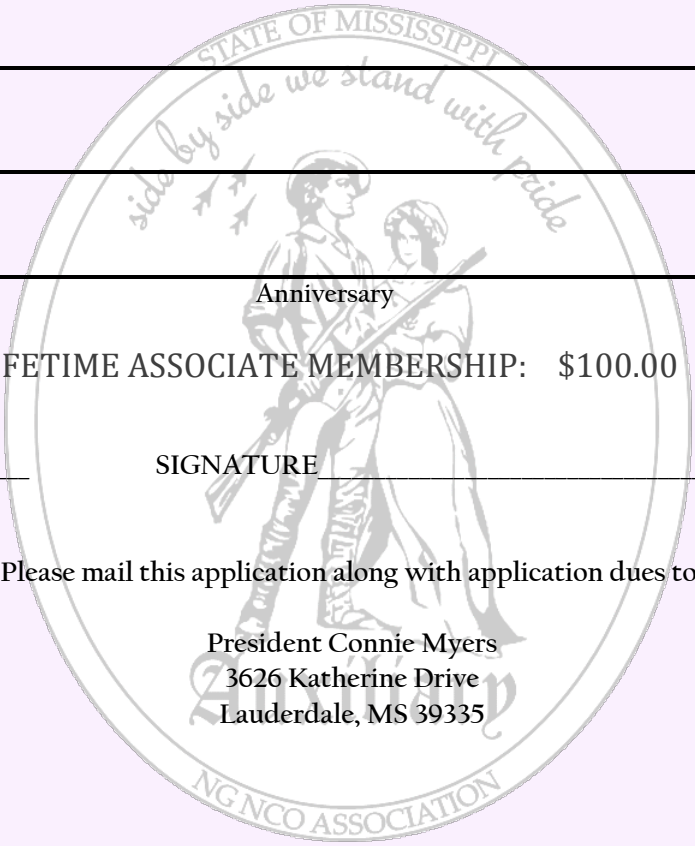 STATE OF MISSISSIPPI
side by side we stand with pride
Anniversary
FETIME ASSOCIATE MEMBERSHIP: $100.00
SIGNATURE
Please mail this application along with application dues to
President Connie Myers
3626 Katherine Drive
Lauderdale, MS 39335
Auxiliary
NG NCO ASSOCIATION